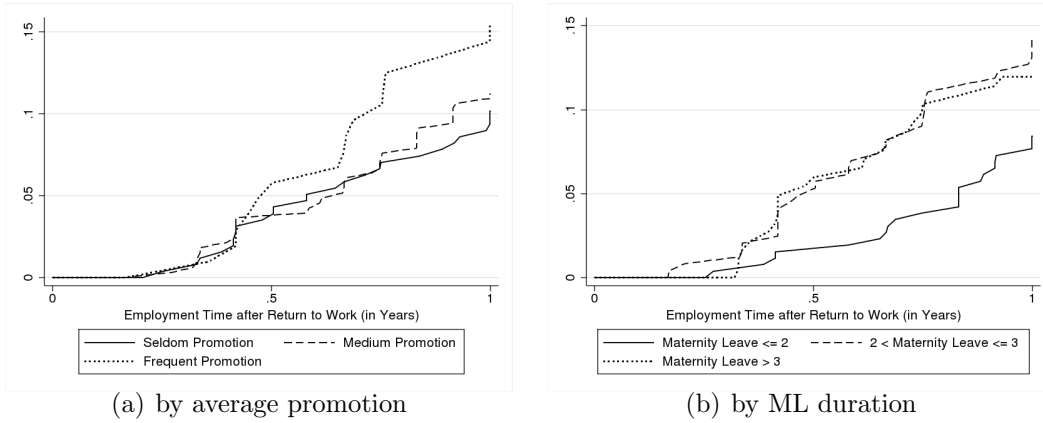 .15
.1
.05
0
0
.5
1
Employment Time after Return to Work (in Years)
Seldom Promotion
Medium Promotion
Frequent Promotion
(a) by average promotion
.15
.1
.05
0
0
.5
1
Employment Time after Return to Work (in Years)
Maternity Leave <= 2
2 < Maternity Leave <= 3
Maternity Leave > 3
(b) by ML duration